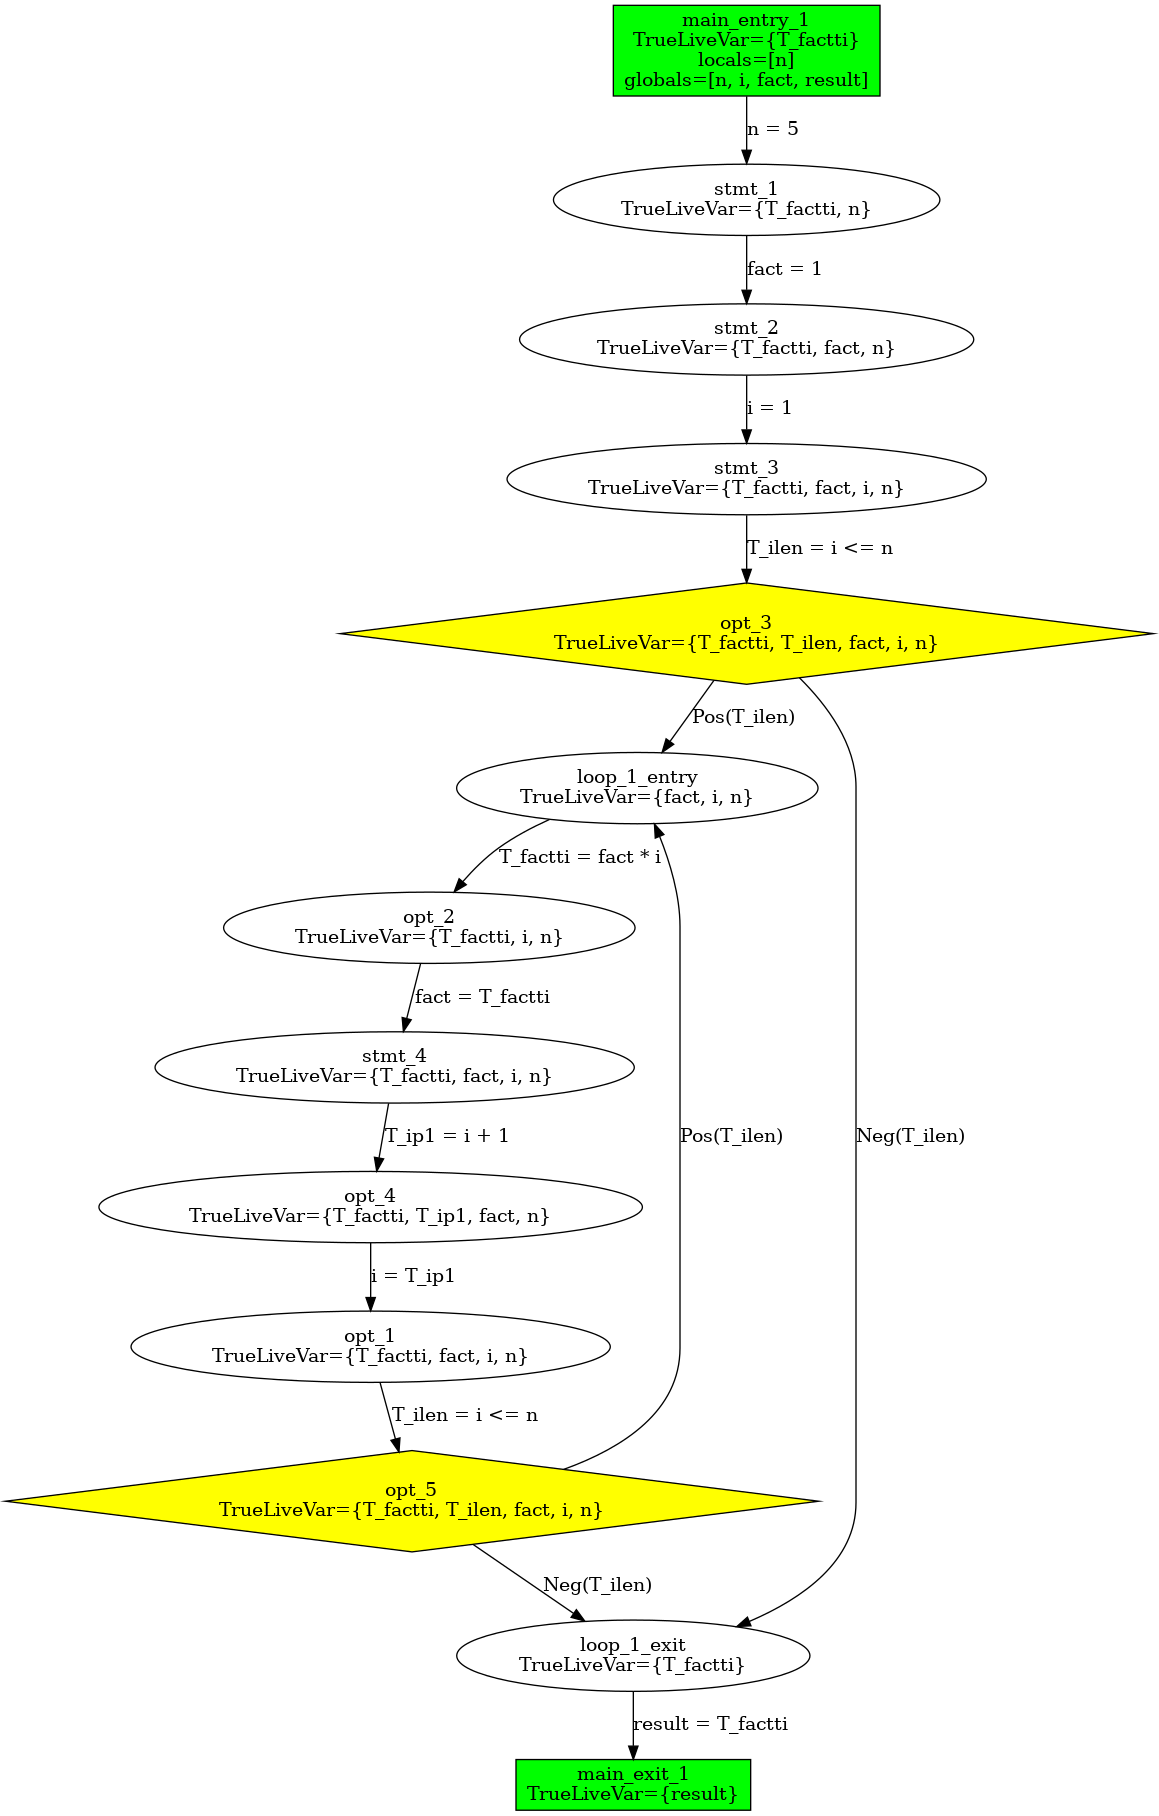 main_entry_1
TrueLiveVar={T_factti}
locals=[n]
globals=[n, i, fact, result]
n = 5
stmt_1
TrueLiveVar={T_factti, n}
fact = 1
stmt_2
TrueLiveVar={T_factti, fact, n}
i = 1
stmt_3
TrueLiveVar={T_factti, fact, i, n}
T_ilen = i <= n
opt_3
TrueLiveVar={T_factti, T_ilen, fact, i, n}
Pos(T_ilen)
loop_1_entry
TrueLiveVar={fact, i, n}
T_factti = fact * i
opt_2
TrueLiveVar={T_factti, i, n}
fact = T_factti
stmt_4
TrueLiveVar={T_factti, fact, i, n}
T_ip1 = i + 1
Pos(T_ilen)
Neg(T_ilen)
opt_4
TrueLiveVar={T_factti, T_ip1, fact, n}
i = T_ip1
opt_1
TrueLiveVar={T_factti, fact, i, n}
T_ilen = i <= n
opt_5
TrueLiveVar={T_factti, T_ilen, fact, i, n}
Neg(T_ilen)
loop_1_exit
TrueLiveVar={T_factti}
result = T_factti
main_exit_1
TrueLiveVar={result}